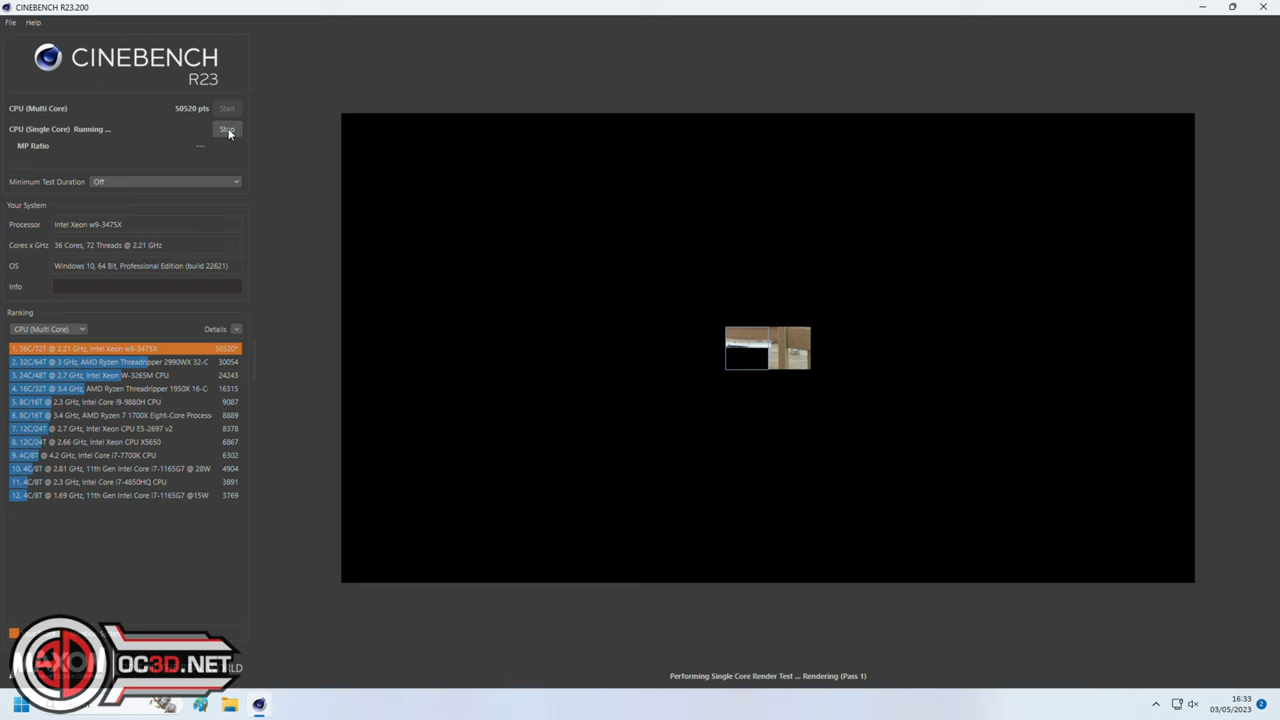 CINEBENCH R23.200
File Help
CINEBENCH
R23
CPU (Multi Core) 50520 pts Start
CPU (Single Core) Running ... Stop
MP Ratio ---
Minimum Test Duration Off
Your System
Processor Intel Xeon w9-3475X
Cores x GHz 36 Cores, 72 Threads @ 2.21 GHz
OS Windows 10, 64 Bit, Professional Edition (build 22621)
Info
Ranking
CPU (Multi Core) Details
1. 36C/72T @ 2.21 GHz, Intel Xeon w9-3475X 50520*
2. 32C/64T @ 3 GHz, AMD Ryzen Threadripper 2990WX 32-C 30054
3. 24C/48T @ 2.7 GHz, Intel Xeon W-3265M CPU 24243
4. 16C/32T @ 3.4 GHz, AMD Ryzen Threadripper 1950X 16-C 16315
5. 8C/16T @ 2.3 GHz, Intel Core i9-9880H CPU 9087
6. 8C/16T @ 3.4 GHz, AMD Ryzen 7 1700X Eight-Core Process 8889
7. 12C/24T @ 2.7 GHz, Intel Xeon CPU E5-2697 v2 8378
8. 12C/24T @ 2.66 GHz, Intel Xeon CPU X5650 6867
9. 4C/8T @ 4.2 GHz, Intel Core i7-7700K CPU 6302
10. 4C/8T @ 2.81 GHz, 11th Gen Intel Core i7-1165G7 @ 28W 4904
11. 4C/8T @ 2.3 GHz, Intel Core i7-4850HQ CPU 3891
12. 4C/8T @ 1.69 GHz, 11th Gen Intel Core i7-1165G7 @15W 3769
MAXON
OC3D.NET
Performing Single Core Render Test ... Rendering (Pass 1)
16:33
03/05/2023 2